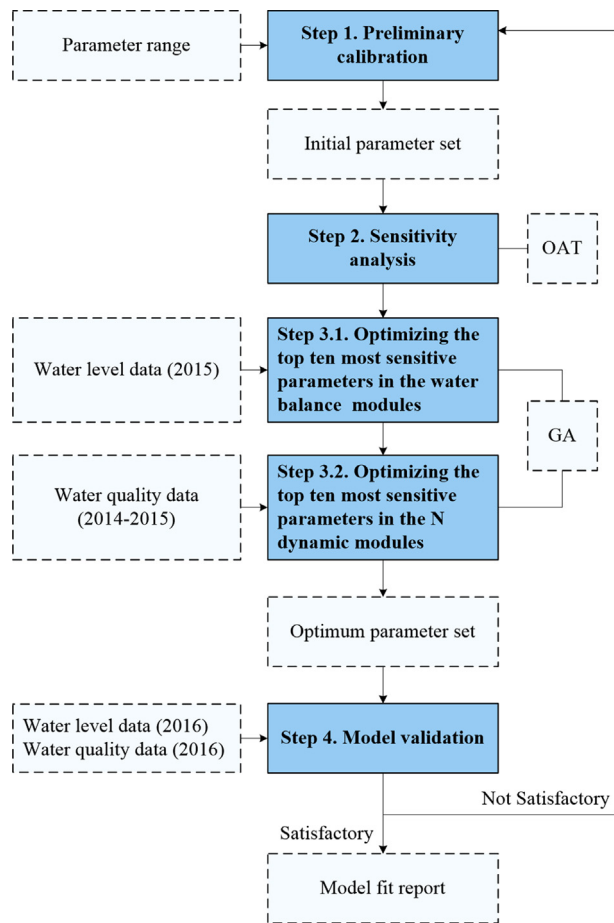 Parameter range
Step 1. Preliminary
calibration
Initial parameter set
Step 2. Sensitivity
analysis
OAT
Water level data (2015)
Step 3.1. Optimizing the
top ten most sensitive
parameters in the water
balance modules
GA
Water quality data
(2014-2015)
Step 3.2. Optimizing the
top ten most sensitive
parameters in the N
dynamic modules
Optimum parameter set
Water level data (2016)
Water quality data (2016)
Step 4. Model validation
Not Satisfactory
Satisfactory
Model fit report